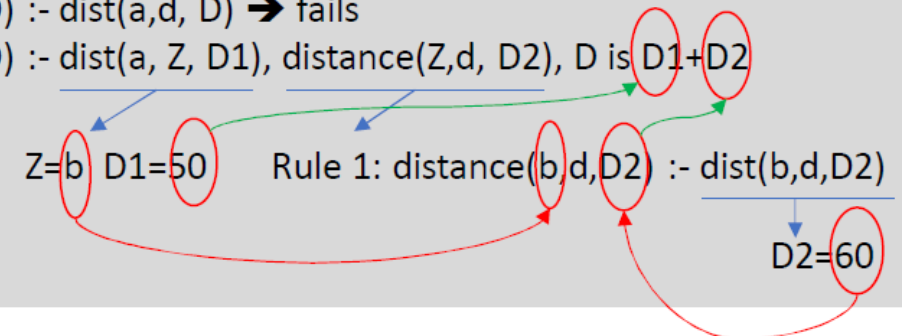 ) :- dist(a,d, D) ➔ fails
) :- dist(a, Z, D1), distance(Z,d, D2), D is D1+D2
Z=b D1=50 Rule 1: distance(b,d,D2) :- dist(b,d,D2)
D2=60